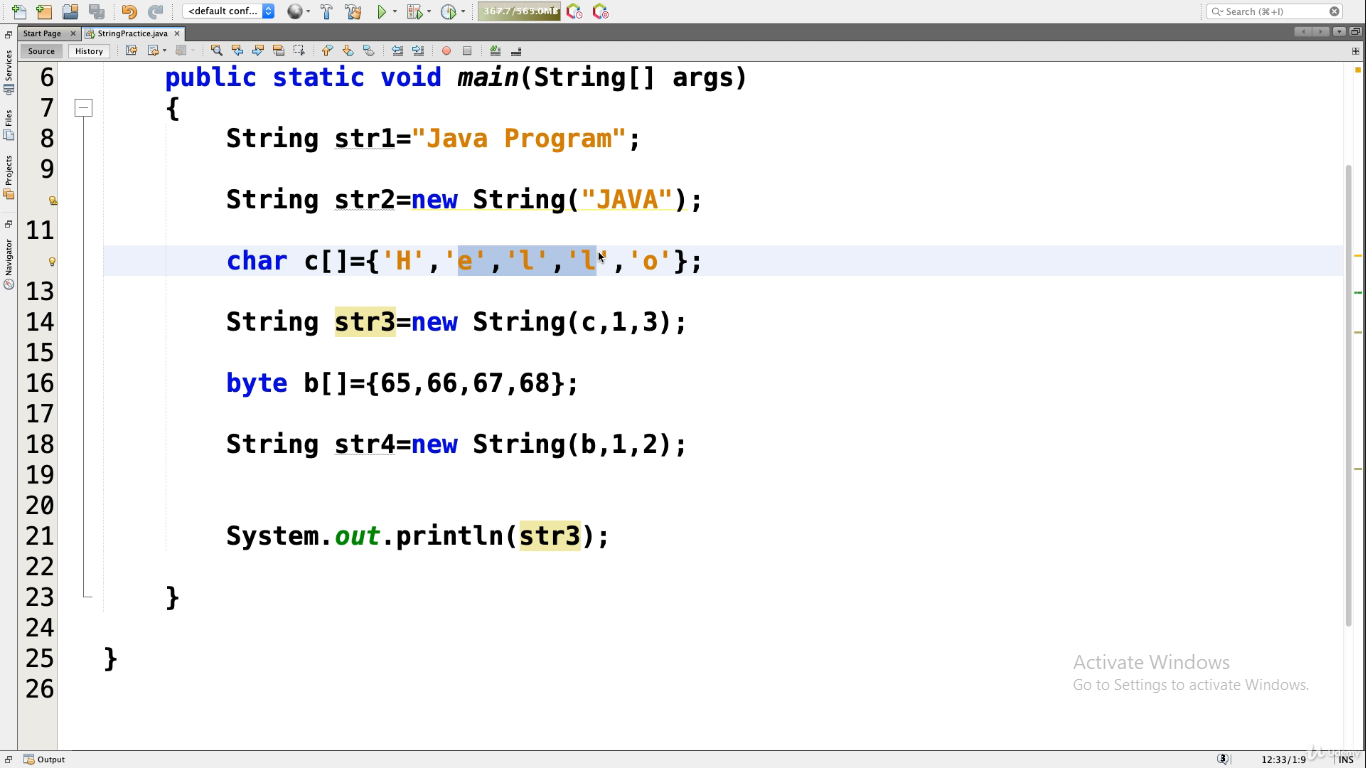 <default conf...
367.7/563.0MB
Search (⌘+I)
Start Page
StringPractice.java
Source
History
Services
Files
Projects
Navigator
6 public static void main(String[] args)
7 {
8 String str1="Java Program";
9
String str2=new String("JAVA");
11
char c[]={'H','e','l','l','o'};
13
14 String str3=new String(c,1,3);
15
16 byte b[]={65,66,67,68};
17
18 String str4=new String(b,1,2);
19
20
21 System.out.println(str3);
22
23 }
24
25 }
26
Activate Windows
Go to Settings to activate Windows.
Output
3
12:33/1:9
INS
Udemy